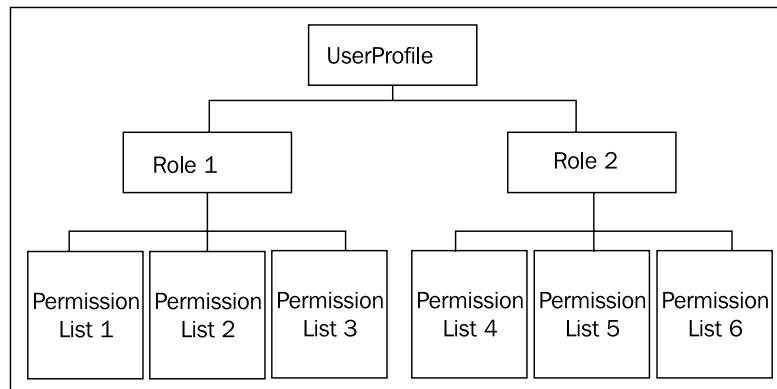 UserProfile
Role 1
Role 2
Permission
List 1
Permission
List 2
Permission
List 3
Permission
List 4
Permission
List 5
Permission
List 6